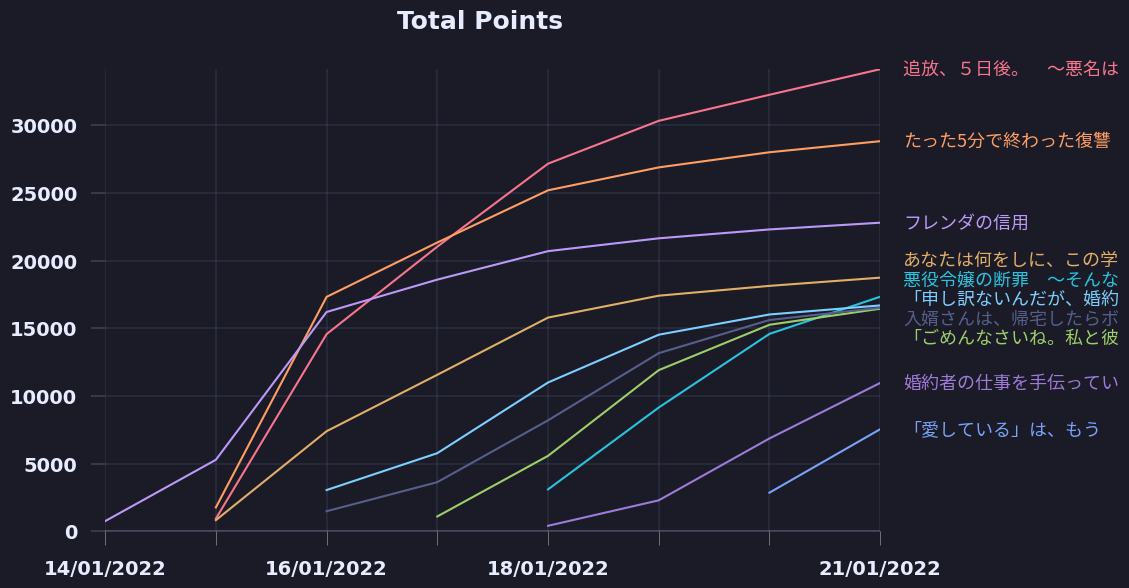 Total Points
追放、５日後。　～悪名は
30000
たった5分で終わった復讐
25000
フレンダの信用
20000
あなたは何をしに、この学
悪役令嬢の断罪　～そんな
「申し訳ないんだが、婚約
15000
入婿さんは、帰宅したらボ
「ごめんなさいね。私と彼
10000
婚約者の仕事を手伝ってい
「愛している」は、もう
5000
0
14/01/2022
16/01/2022
18/01/2022
21/01/2022